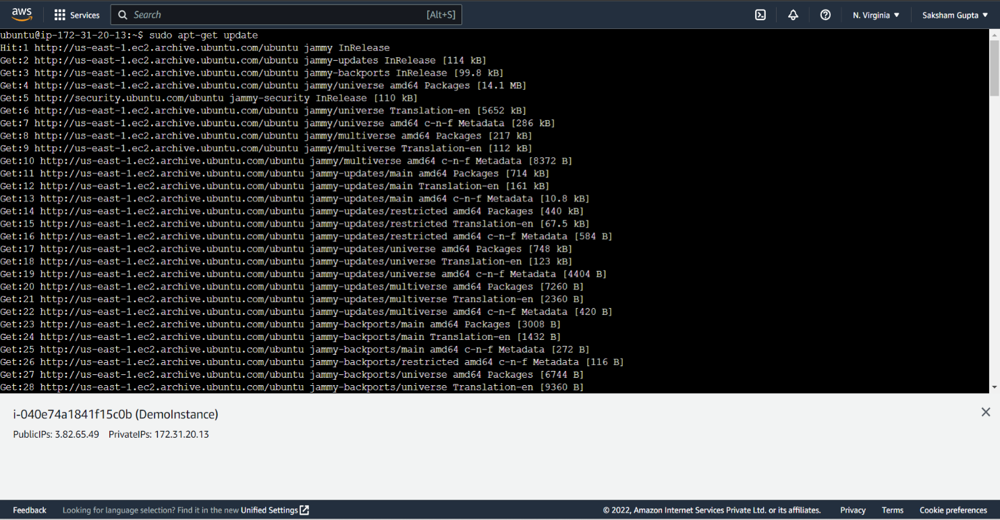 aws Services Search [Alt+S] N. Virginia Saksham Gupta
ubuntu@ip-172-31-20-13:~$ sudo apt-get update
Hit:1 http://us-east-1.ec2.archive.ubuntu.com/ubuntu jammy InRelease
Get:2 http://us-east-1.ec2.archive.ubuntu.com/ubuntu jammy-updates InRelease [114 kB]
Get:3 http://us-east-1.ec2.archive.ubuntu.com/ubuntu jammy-backports InRelease [99.8 kB]
Get:4 http://us-east-1.ec2.archive.ubuntu.com/ubuntu jammy/universe amd64 Packages [14.1 MB]
Get:5 http://security.ubuntu.com/ubuntu jammy-security InRelease [110 kB]
Get:6 http://us-east-1.ec2.archive.ubuntu.com/ubuntu jammy/universe Translation-en [5652 kB]
Get:7 http://us-east-1.ec2.archive.ubuntu.com/ubuntu jammy/universe amd64 c-n-f Metadata [286 kB]
Get:8 http://us-east-1.ec2.archive.ubuntu.com/ubuntu jammy/multiverse amd64 Packages [217 kB]
Get:9 http://us-east-1.ec2.archive.ubuntu.com/ubuntu jammy/multiverse Translation-en [112 kB]
Get:10 http://us-east-1.ec2.archive.ubuntu.com/ubuntu jammy/multiverse amd64 c-n-f Metadata [8372 B]
Get:11 http://us-east-1.ec2.archive.ubuntu.com/ubuntu jammy-updates/main amd64 Packages [714 kB]
Get:12 http://us-east-1.ec2.archive.ubuntu.com/ubuntu jammy-updates/main Translation-en [161 kB]
Get:13 http://us-east-1.ec2.archive.ubuntu.com/ubuntu jammy-updates/main amd64 c-n-f Metadata [10.8 kB]
Get:14 http://us-east-1.ec2.archive.ubuntu.com/ubuntu jammy-updates/restricted amd64 Packages [440 kB]
Get:15 http://us-east-1.ec2.archive.ubuntu.com/ubuntu jammy-updates/restricted Translation-en [67.5 kB]
Get:16 http://us-east-1.ec2.archive.ubuntu.com/ubuntu jammy-updates/restricted amd64 c-n-f Metadata [584 B]
Get:17 http://us-east-1.ec2.archive.ubuntu.com/ubuntu jammy-updates/universe amd64 Packages [748 kB]
Get:18 http://us-east-1.ec2.archive.ubuntu.com/ubuntu jammy-updates/universe Translation-en [123 kB]
Get:19 http://us-east-1.ec2.archive.ubuntu.com/ubuntu jammy-updates/universe amd64 c-n-f Metadata [4404 B]
Get:20 http://us-east-1.ec2.archive.ubuntu.com/ubuntu jammy-updates/multiverse amd64 Packages [7260 B]
Get:21 http://us-east-1.ec2.archive.ubuntu.com/ubuntu jammy-updates/multiverse Translation-en [2360 B]
Get:22 http://us-east-1.ec2.archive.ubuntu.com/ubuntu jammy-updates/multiverse amd64 c-n-f Metadata [420 B]
Get:23 http://us-east-1.ec2.archive.ubuntu.com/ubuntu jammy-backports/main amd64 Packages [3008 B]
Get:24 http://us-east-1.ec2.archive.ubuntu.com/ubuntu jammy-backports/main Translation-en [1432 B]
Get:25 http://us-east-1.ec2.archive.ubuntu.com/ubuntu jammy-backports/main amd64 c-n-f Metadata [272 B]
Get:26 http://us-east-1.ec2.archive.ubuntu.com/ubuntu jammy-backports/restricted amd64 c-n-f Metadata [116 B]
Get:27 http://us-east-1.ec2.archive.ubuntu.com/ubuntu jammy-backports/universe amd64 Packages [6744 B]
Get:28 http://us-east-1.ec2.archive.ubuntu.com/ubuntu jammy-backports/universe Translation-en [9360 B]
i-040e74a1841f15c0b (DemoInstance)
PublicIPs: 3.82.65.49 PrivateIPs: 172.31.20.13
Feedback Looking for language selection? Find it in the new Unified Settings © 2022, Amazon Internet Services Private Ltd. or its affiliates. Privacy Terms Cookie preferences